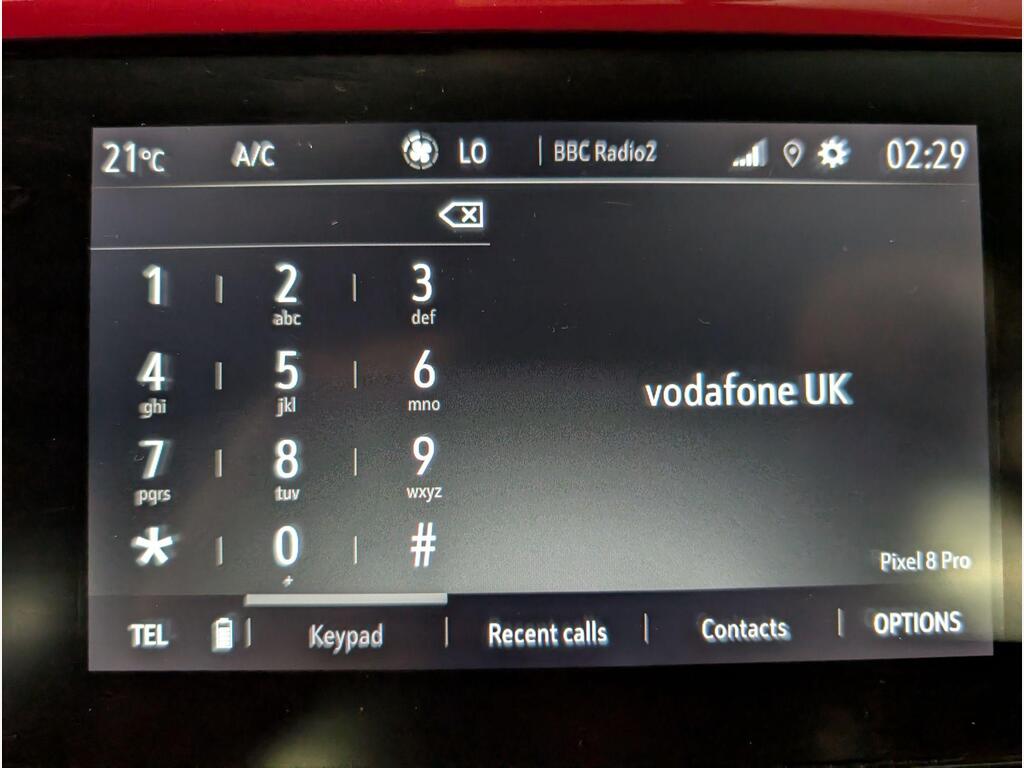 21°C A/C LO BBC Radio2 02:29
1 2 3
abc def
4 5 6
ghi jkl mno
7 8 9
pqrs tuv wxyz
* 0 #
+
vodafone UK
Pixel 8 Pro
TEL Keypad Recent calls Contacts OPTIONS